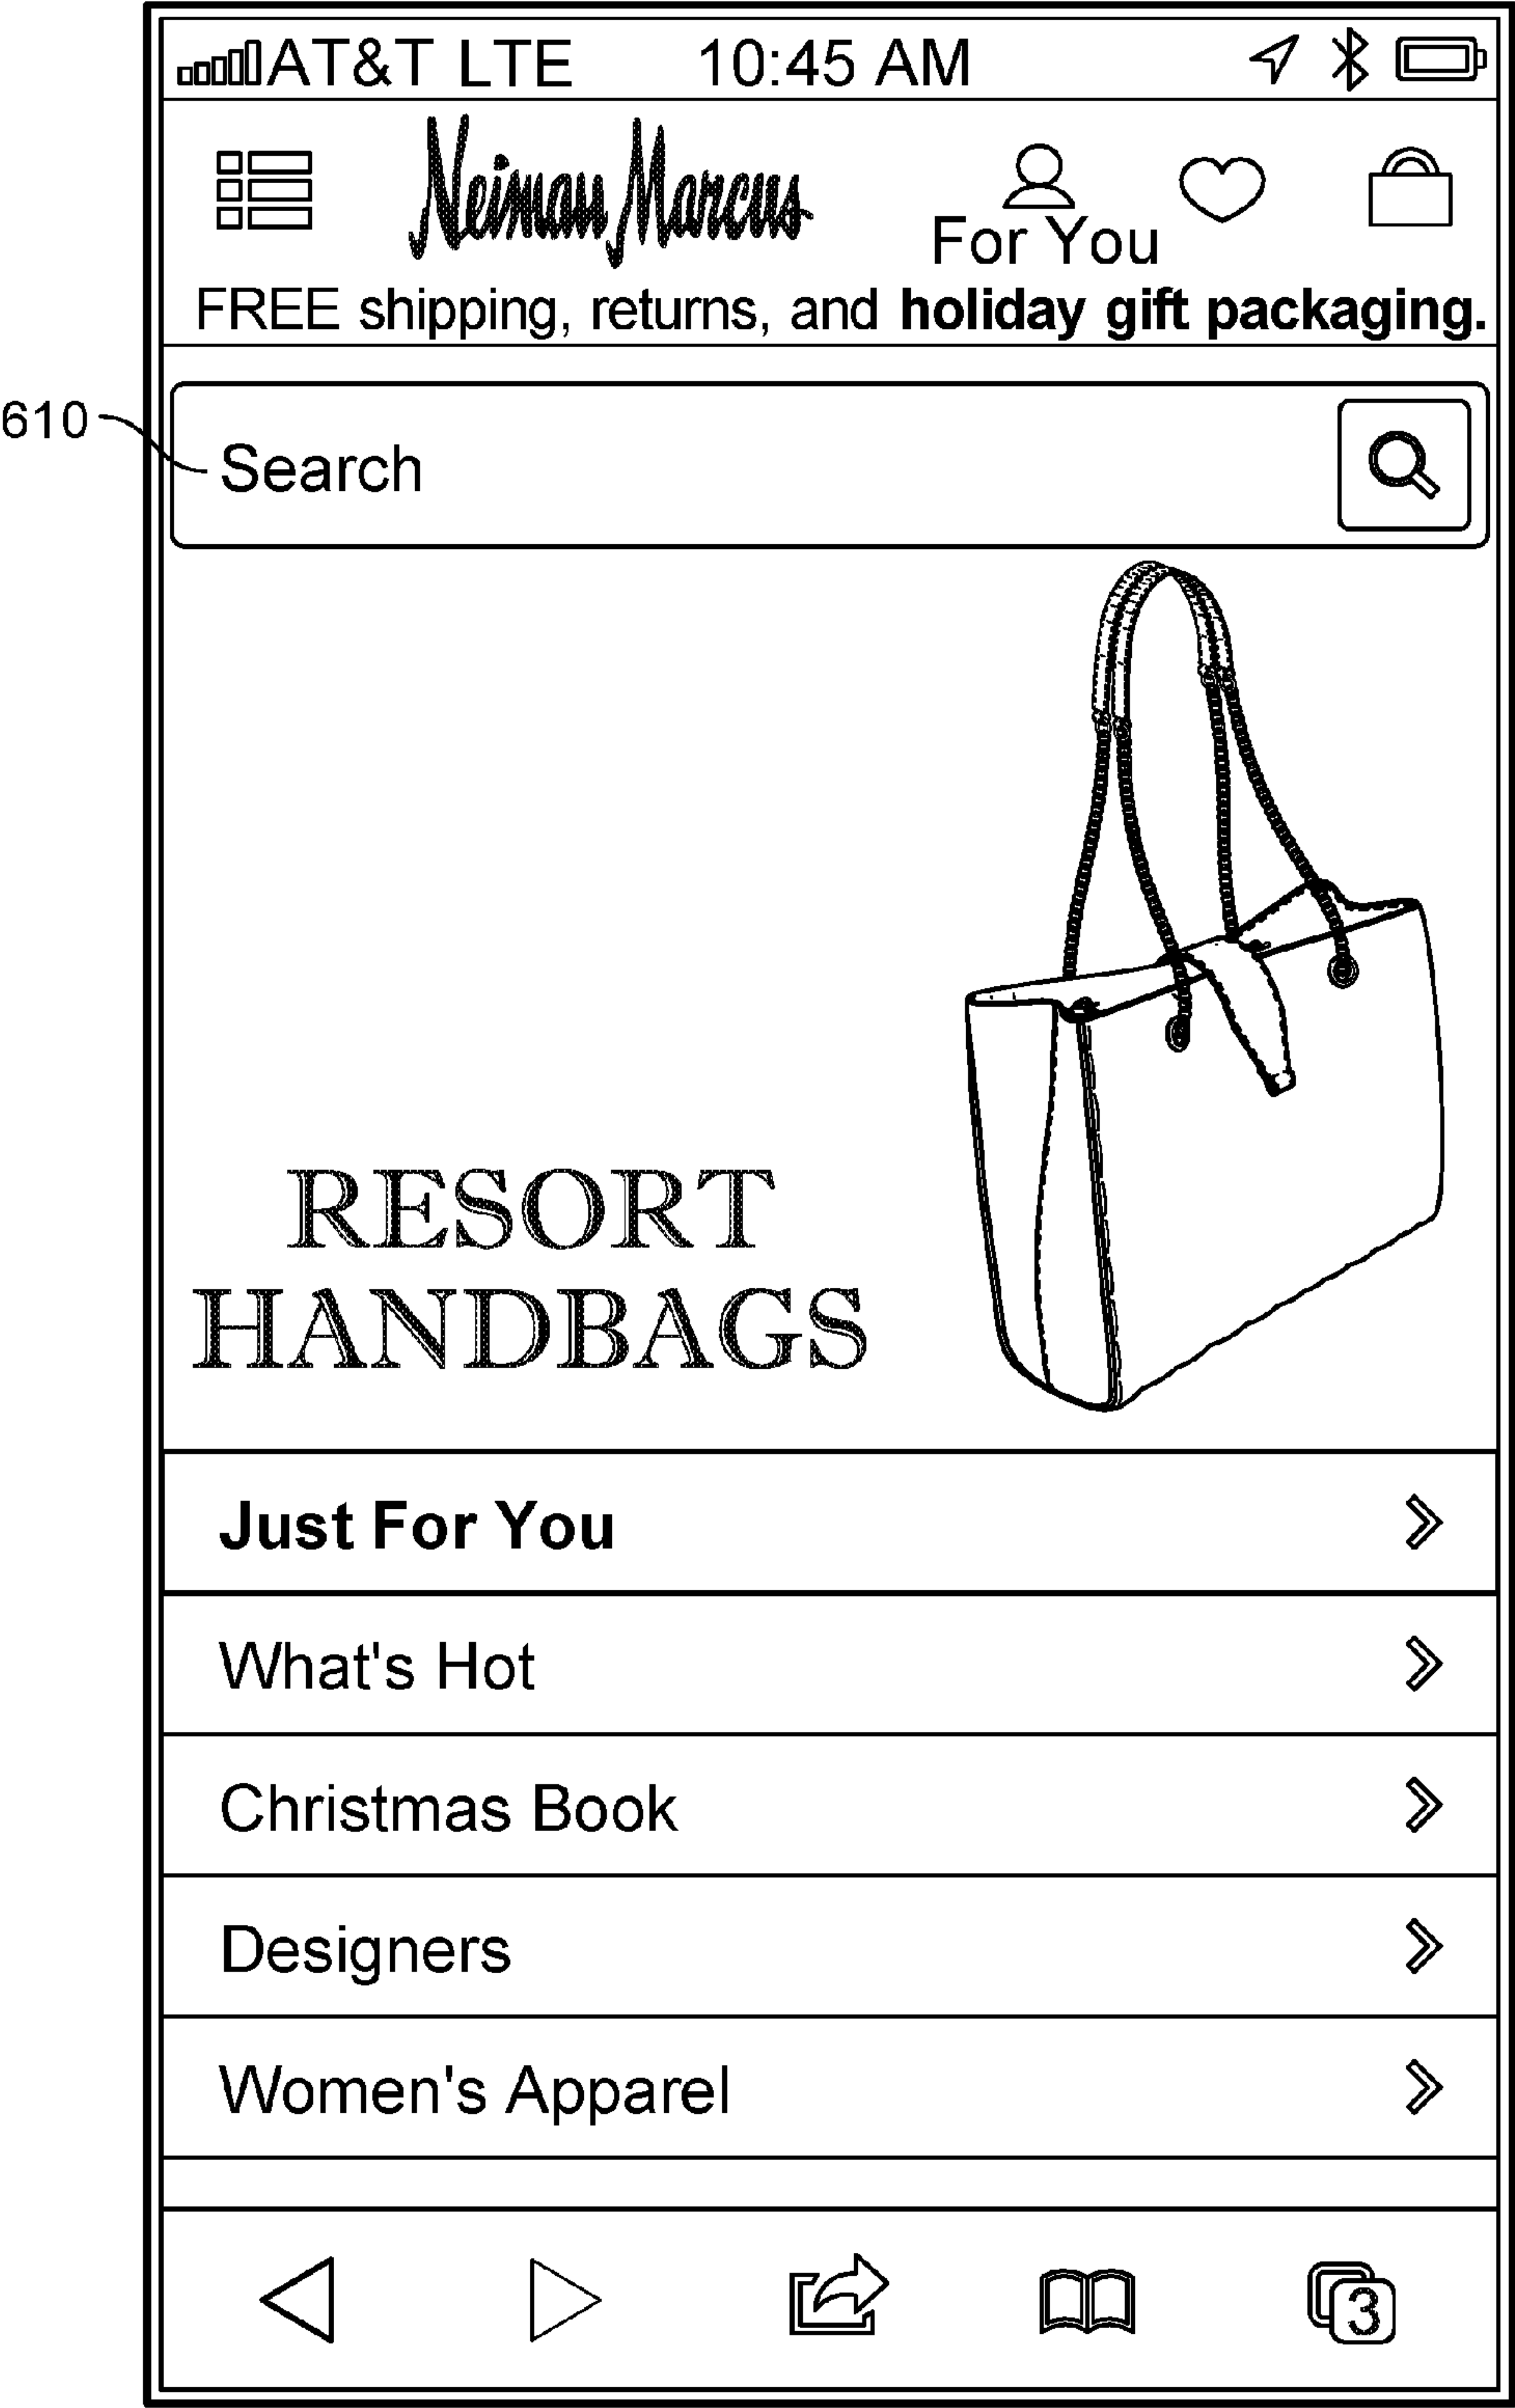 AT&T LTE 10:45 AM
Neiman Marcus
For You
FREE shipping, returns, and holiday gift packaging.
610
Search
RESORT
HANDBAGS
Just For You
What's Hot
Christmas Book
Designers
Women's Apparel
3